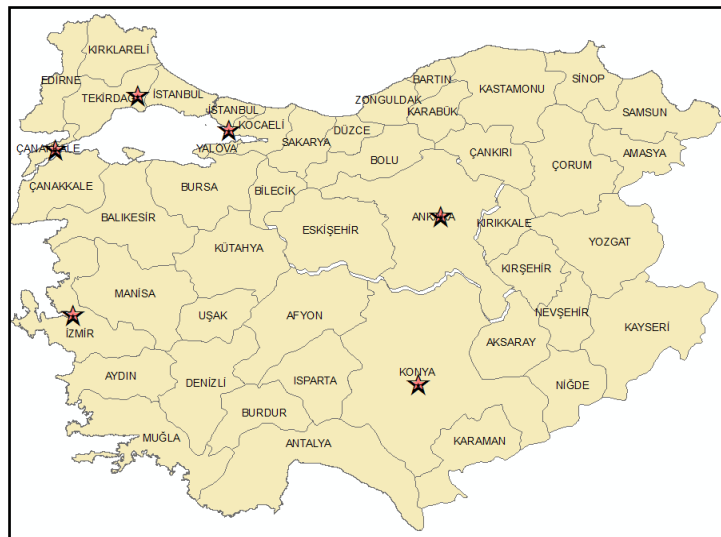 KIRKLARELİ
EDİRNE
TEKİRDAĞ
İSTANBUL
İSTANBUL
KOCAELİ
YALOVA
SAKARYA
DÜZCE
ZONGULDAK
BARTIN
KARABÜK
KASTAMONU
SİNOP
SAMSUN
AMASYA
ÇORUM
ÇANKIRI
BOLU
ÇANAKKALE
ÇANAKKALE
BALIKESİR
BURSA
BİLECİK
ESKİŞEHİR
ANKARA
KIRIKKALE
YOZGAT
KIRŞEHİR
KÜTAHYA
MANİSA
UŞAK
AFYON
İZMİR
NEVŞEHİR
KAYSERİ
AKSARAY
KONYA
NİĞDE
AYDIN
DENİZLİ
ISPARTA
BURDUR
MUĞLA
ANTALYA
KARAMAN